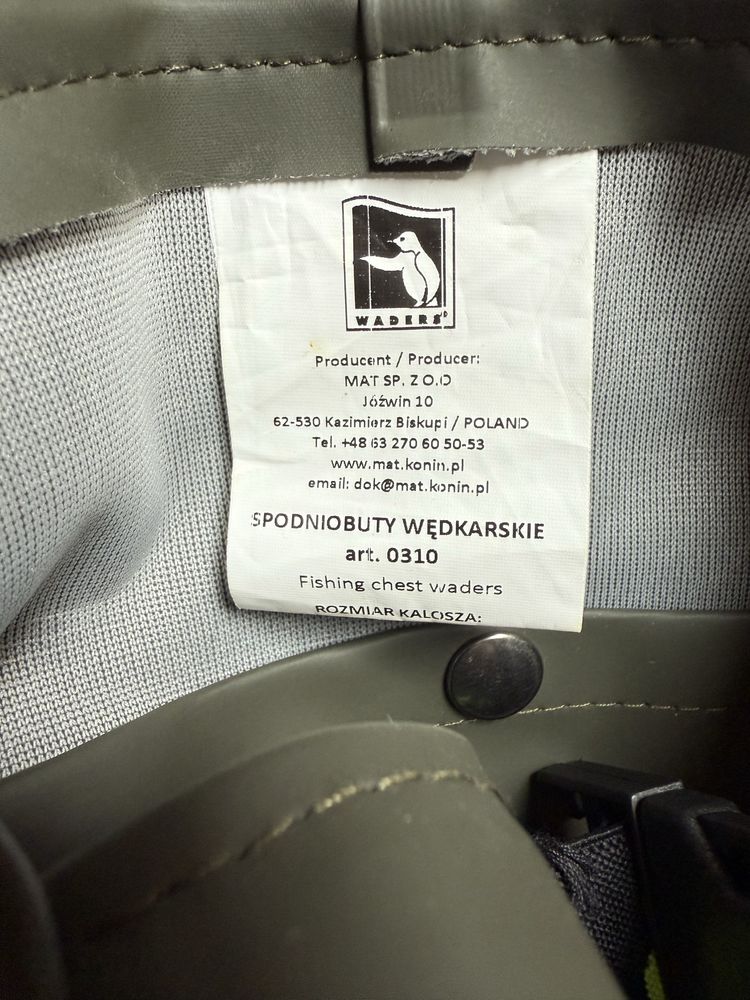 WADERS®
Producent / Producer:
MAT SP. Z O.O
Jóźwin 10
62-530 Kazimierz Biskupi / POLAND
Tel. +48 63 270 60 50-53
www.mat.konin.pl
email: dok@mat.konin.pl
SPODNIOBUTY WĘDKARSKIE
art. 0310
Fishing chest waders
ROZMIAR KALOSZA: